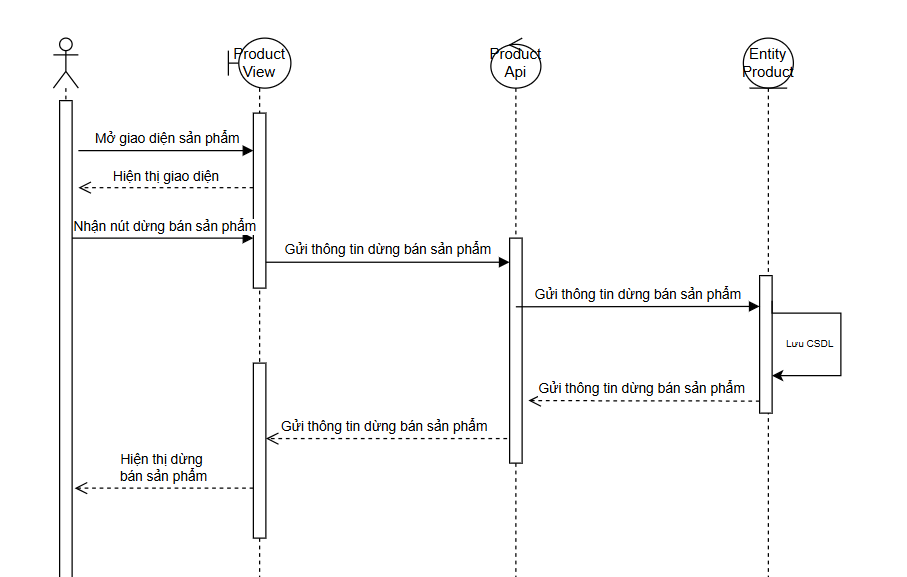 Product
View
Product
Api
Entity
Product
Mở giao diện sản phẩm
Hiện thị giao diện
Nhận nút dừng bán sản phẩm
Gửi thông tin dừng bán sản phẩm
Gửi thông tin dừng bán sản phẩm
Lưu CSDL
Gửi thông tin dừng bán sản phẩm
Gửi thông tin dừng bán sản phẩm
Hiện thị dừng
bán sản phẩm